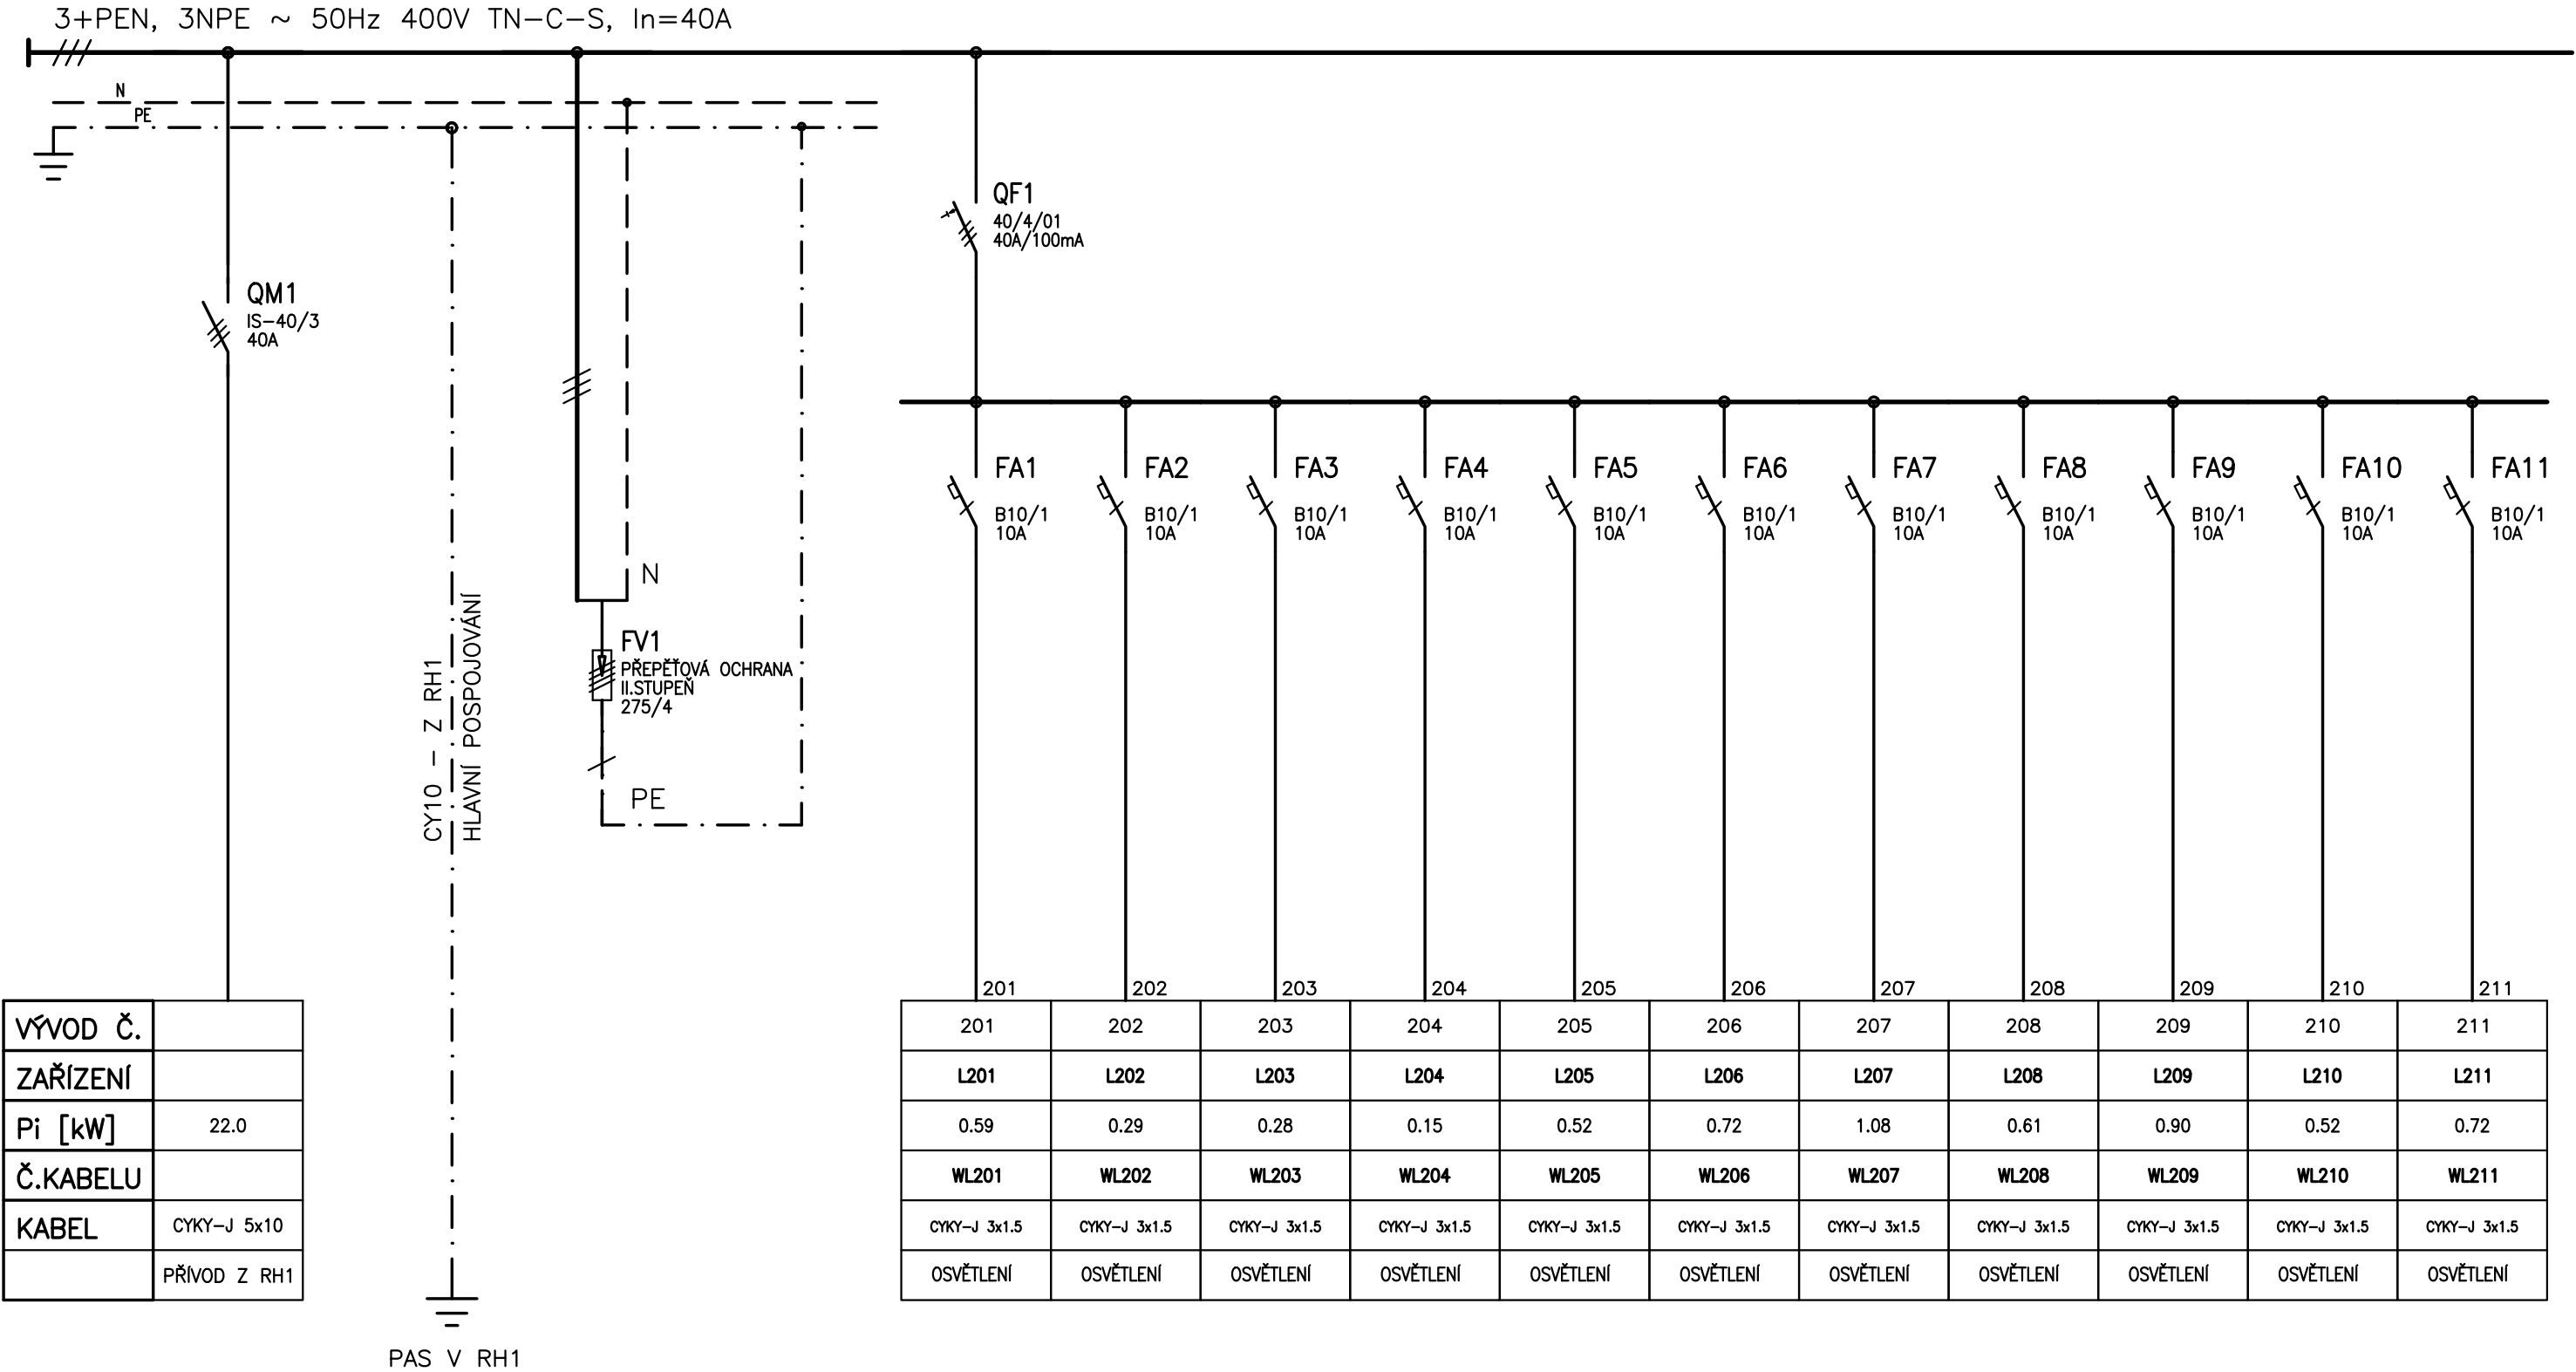 3+PEN, 3NPE ~ 50Hz 400V TN-C-S, In=40A
N
PE
QF1
40/4/01
40A/100mA
QM1
IS-40/3
40A
FA1
B10/1
10A
FA2
B10/1
10A
FA3
B10/1
10A
FA4
B10/1
10A
FA5
B10/1
10A
FA6
B10/1
10A
FA7
B10/1
10A
FA8
B10/1
10A
FA9
B10/1
10A
FA10
B10/1
10A
FA11
B10/1
10A
N
FV1
PŘEPĚŤOVÁ OCHRANA
II.STUPEŇ
275/4
PE
CY10 - Z RH1
HLAVNÍ POSPOJOVÁNÍ
201 202 203 204 205 206 207 208 209 210 211
VÝVOD Č. 201 202 203 204 205 206 207 208 209 210 211
ZAŘÍZENÍ L201 L202 L203 L204 L205 L206 L207 L208 L209 L210 L211
Pi [kW] 22.0 0.59 0.29 0.28 0.15 0.52 0.72 1.08 0.61 0.90 0.52 0.72
Č.KABELU WL201 WL202 WL203 WL204 WL205 WL206 WL207 WL208 WL209 WL210 WL211
KABEL CYKY-J 5x10 CYKY-J 3x1.5 CYKY-J 3x1.5 CYKY-J 3x1.5 CYKY-J 3x1.5 CYKY-J 3x1.5 CYKY-J 3x1.5 CYKY-J 3x1.5 CYKY-J 3x1.5 CYKY-J 3x1.5 CYKY-J 3x1.5 CYKY-J 3x1.5
PŘÍVOD Z RH1 OSVĚTLENÍ OSVĚTLENÍ OSVĚTLENÍ OSVĚTLENÍ OSVĚTLENÍ OSVĚTLENÍ OSVĚTLENÍ OSVĚTLENÍ OSVĚTLENÍ OSVĚTLENÍ OSVĚTLENÍ
PAS V RH1